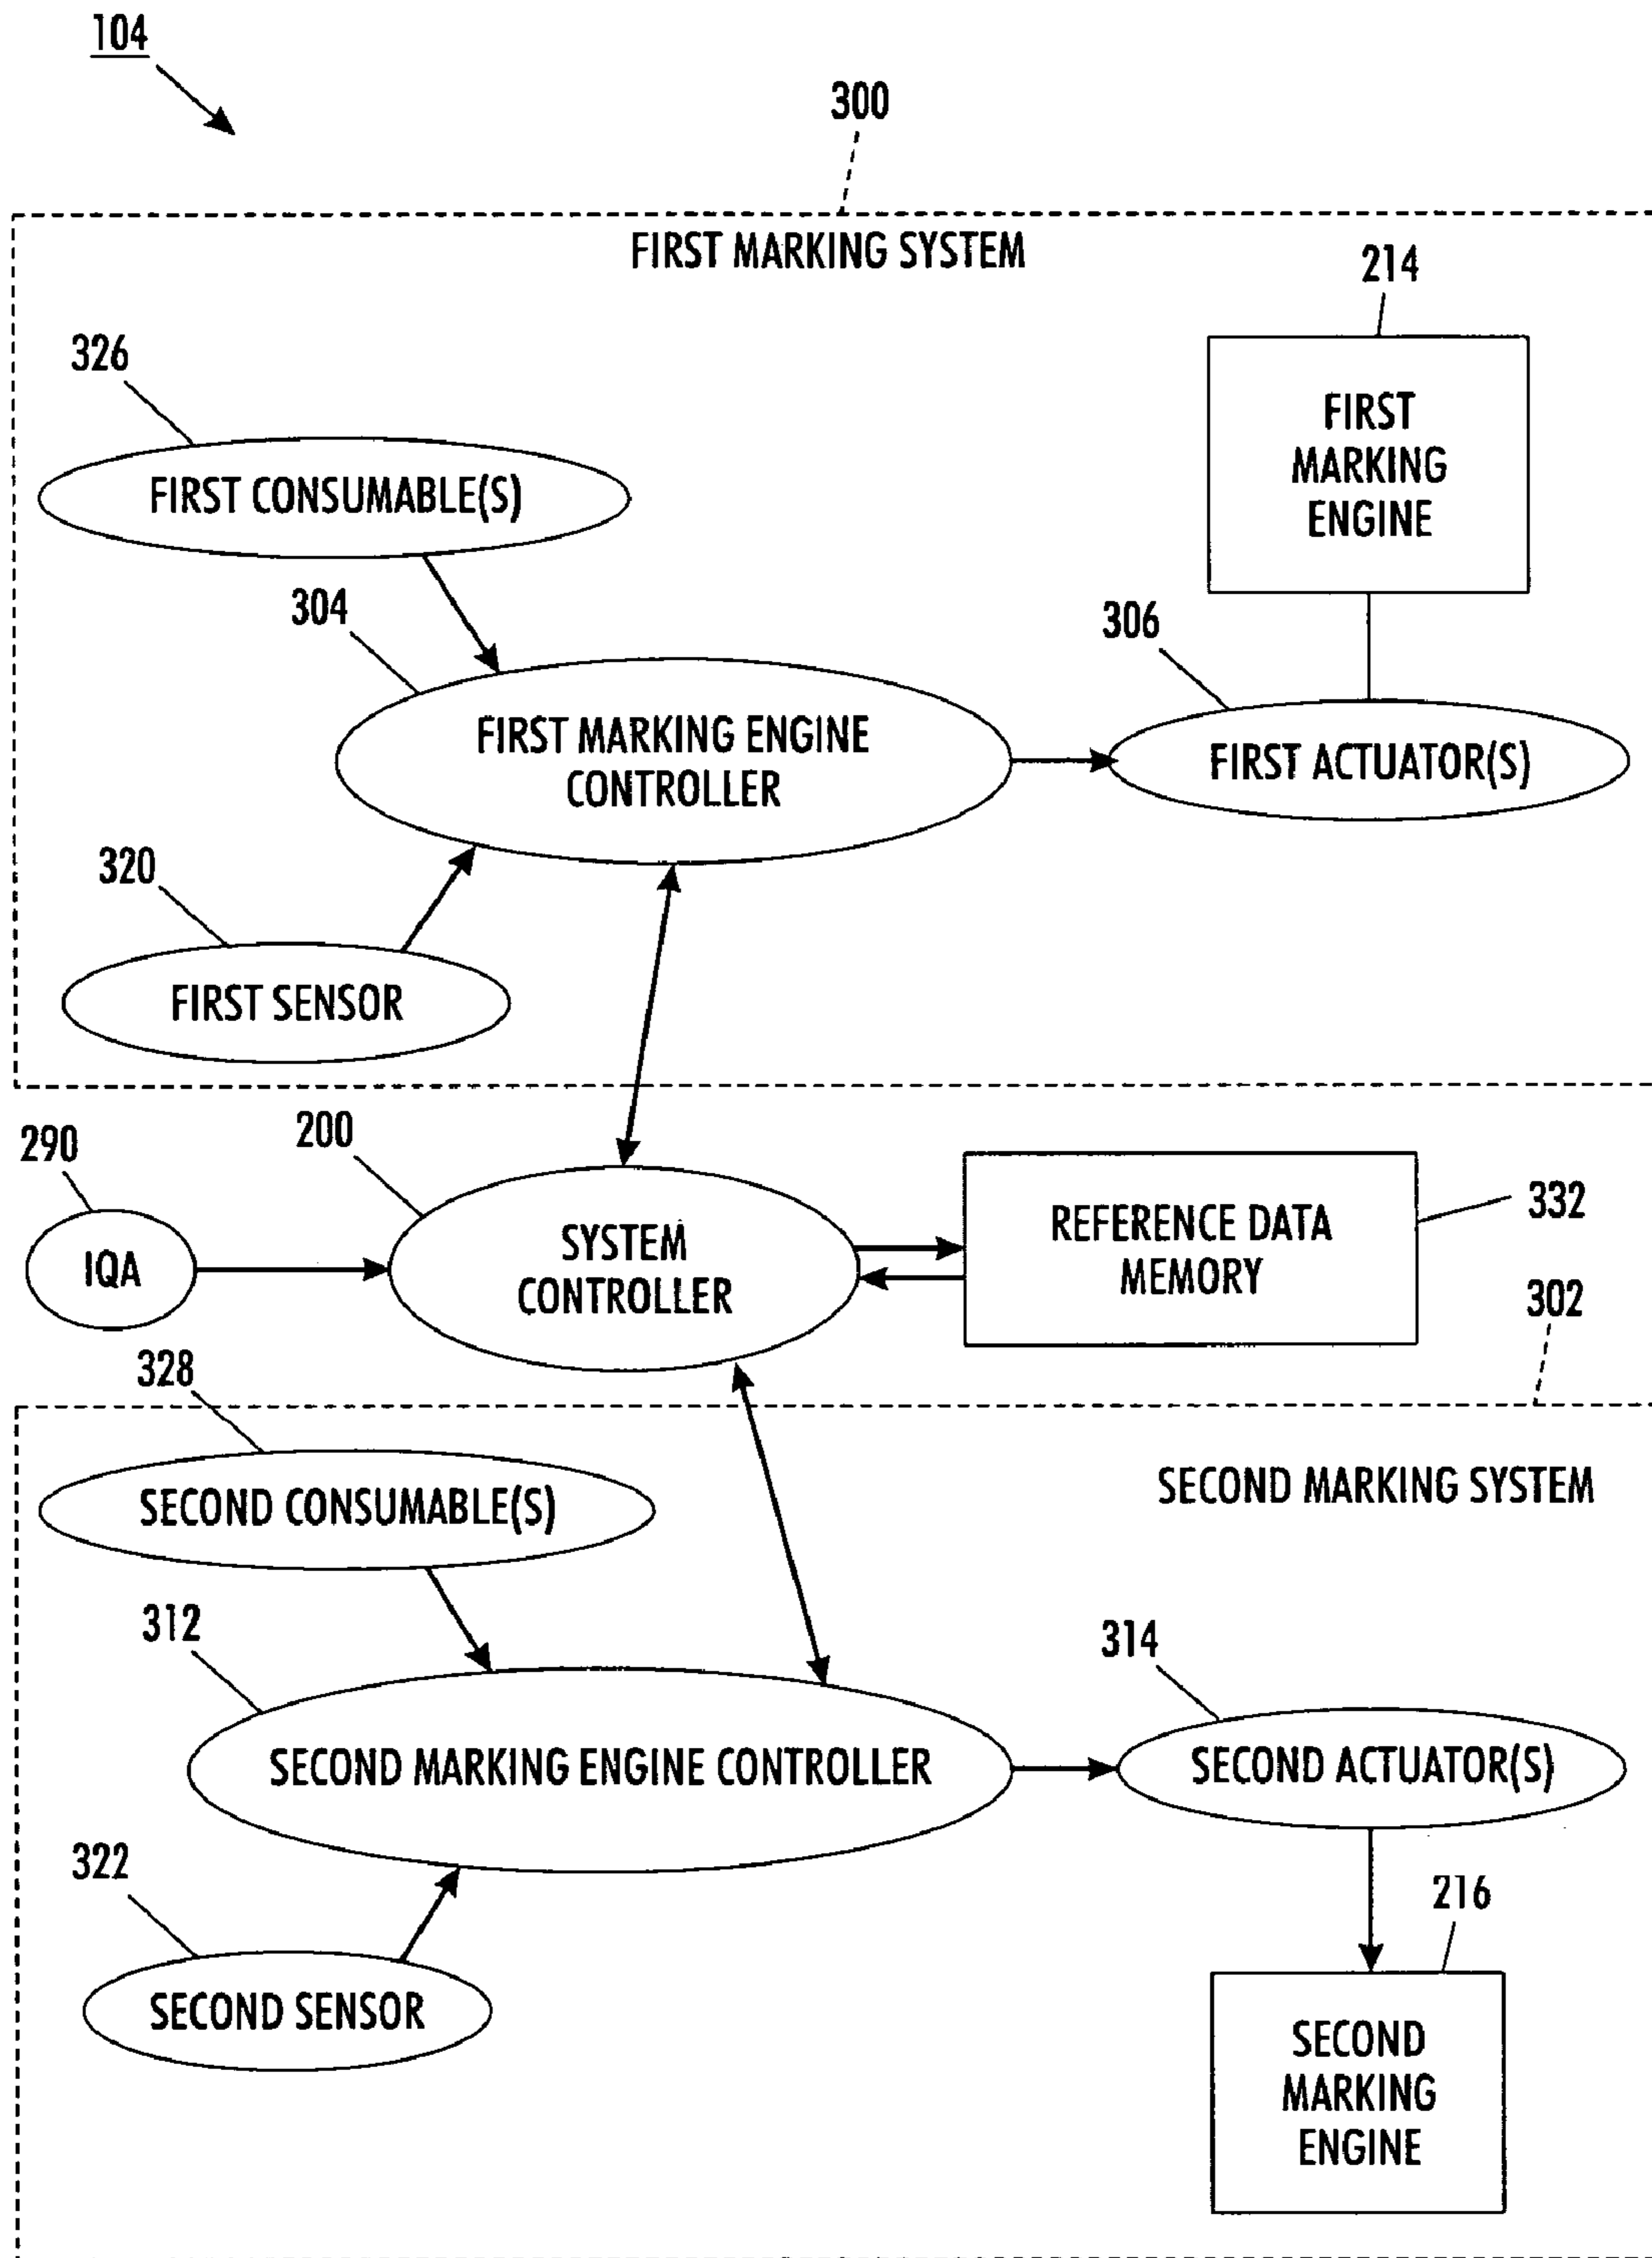 104
300
FIRST MARKING SYSTEM
214
326
FIRST
MARKING
ENGINE
FIRST CONSUMABLE(S)
304
306
FIRST MARKING ENGINE
CONTROLLER
FIRST ACTUATOR(S)
320
FIRST SENSOR
290
200
332
IQA
SYSTEM
CONTROLLER
REFERENCE DATA
MEMORY
302
328
SECOND MARKING SYSTEM
SECOND CONSUMABLE(S)
312
314
SECOND MARKING ENGINE CONTROLLER
SECOND ACTUATOR(S)
322
216
SECOND SENSOR
SECOND
MARKING
ENGINE